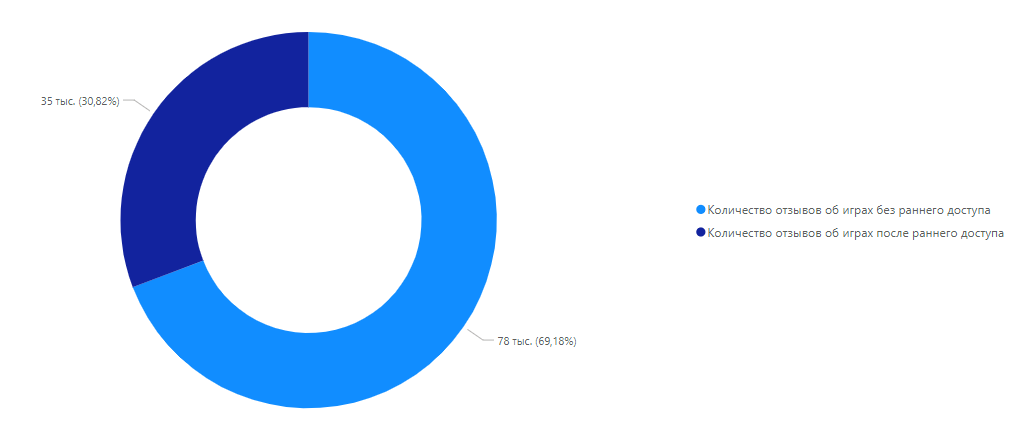 35 тыс. (30,82%)
Количество отзывов об играх без раннего доступа
Количество отзывов об играх после раннего доступа
78 тыс. (69,18%)